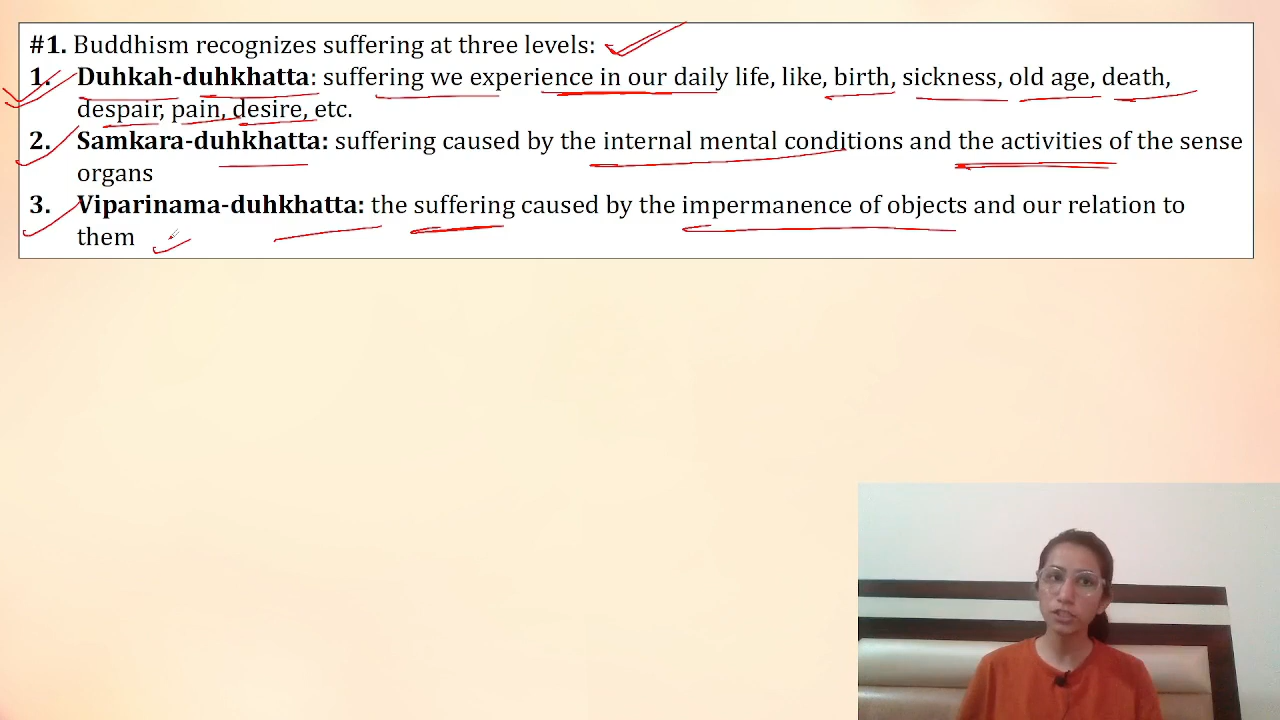 #1. Buddhism recognizes suffering at three levels:
1. Duhkah-duhkhatta: suffering we experience in our daily life, like, birth, sickness, old age, death,
despair, pain, desire, etc.
2. Samkara-duhkhatta: suffering caused by the internal mental conditions and the activities of the sense
organs
3. Viparinama-duhkhatta: the suffering caused by the impermanence of objects and our relation to
them